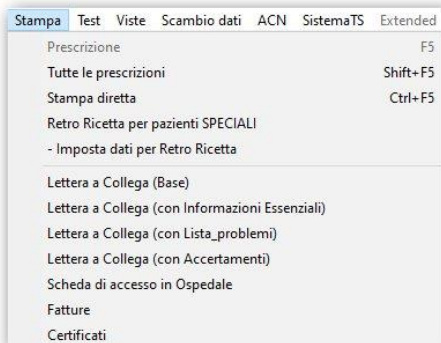 Stampa Test Viste Scambio dati ACN SistemaTS Extended
Prescrizione F5
Tutte le prescrizioni Shift+F5
Stampa diretta Ctrl+F5
Retro Ricetta per pazienti SPECIALI
- Imposta dati per Retro Ricetta
Lettera a Collega (Base)
Lettera a Collega (con Informazioni Essenziali)
Lettera a Collega (con Lista_problemi)
Lettera a Collega (con Accertamenti)
Scheda di accesso in Ospedale
Fatture
Certificati